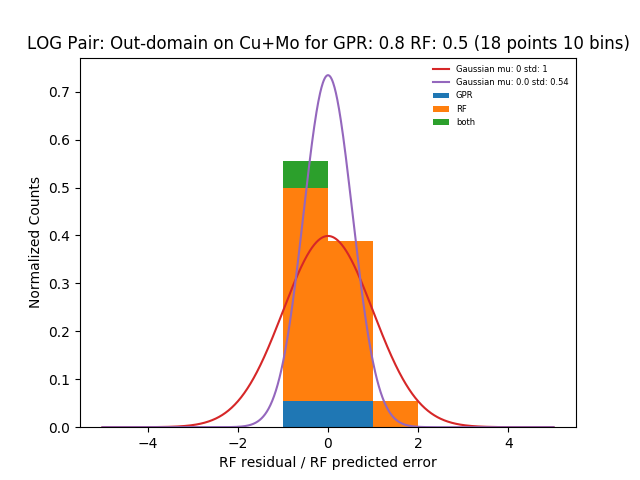 LOG Pair: Out-domain on Cu+Mo for GPR: 0.8 RF: 0.5 (18 points 10 bins)
Gaussian mu: 0 std: 1
Gaussian mu: 0.0 std: 0.54
GPR
RF
both
Normalized Counts
0.7
0.6
0.5
0.4
0.3
0.2
0.1
0.0
−4 −2 0 2 4
RF residual / RF predicted error